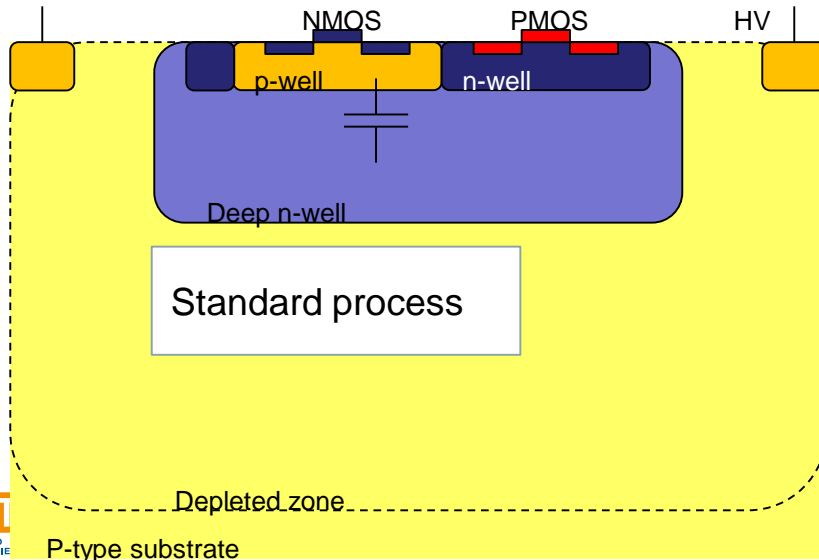 NMOS PMOS HV
p-well n-well
Deep n-well
Standard process
Depleted zone
P-type substrate